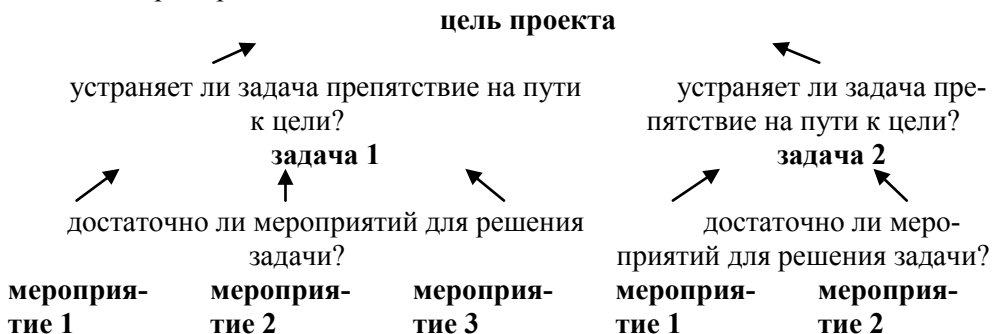 цель проекта
устраняет ли задача препятствие на пути к цели?
устраняет ли задача пре-
пятствие на пути к цели?
задача 1
задача 2
достаточно ли мероприятий для решения задачи?
достаточно ли меро-
приятий для решения задачи?
мероприя-
тие 1
мероприя-
тие 2
мероприя-
тие 3
мероприя-
тие 1
мероприя-
тие 2